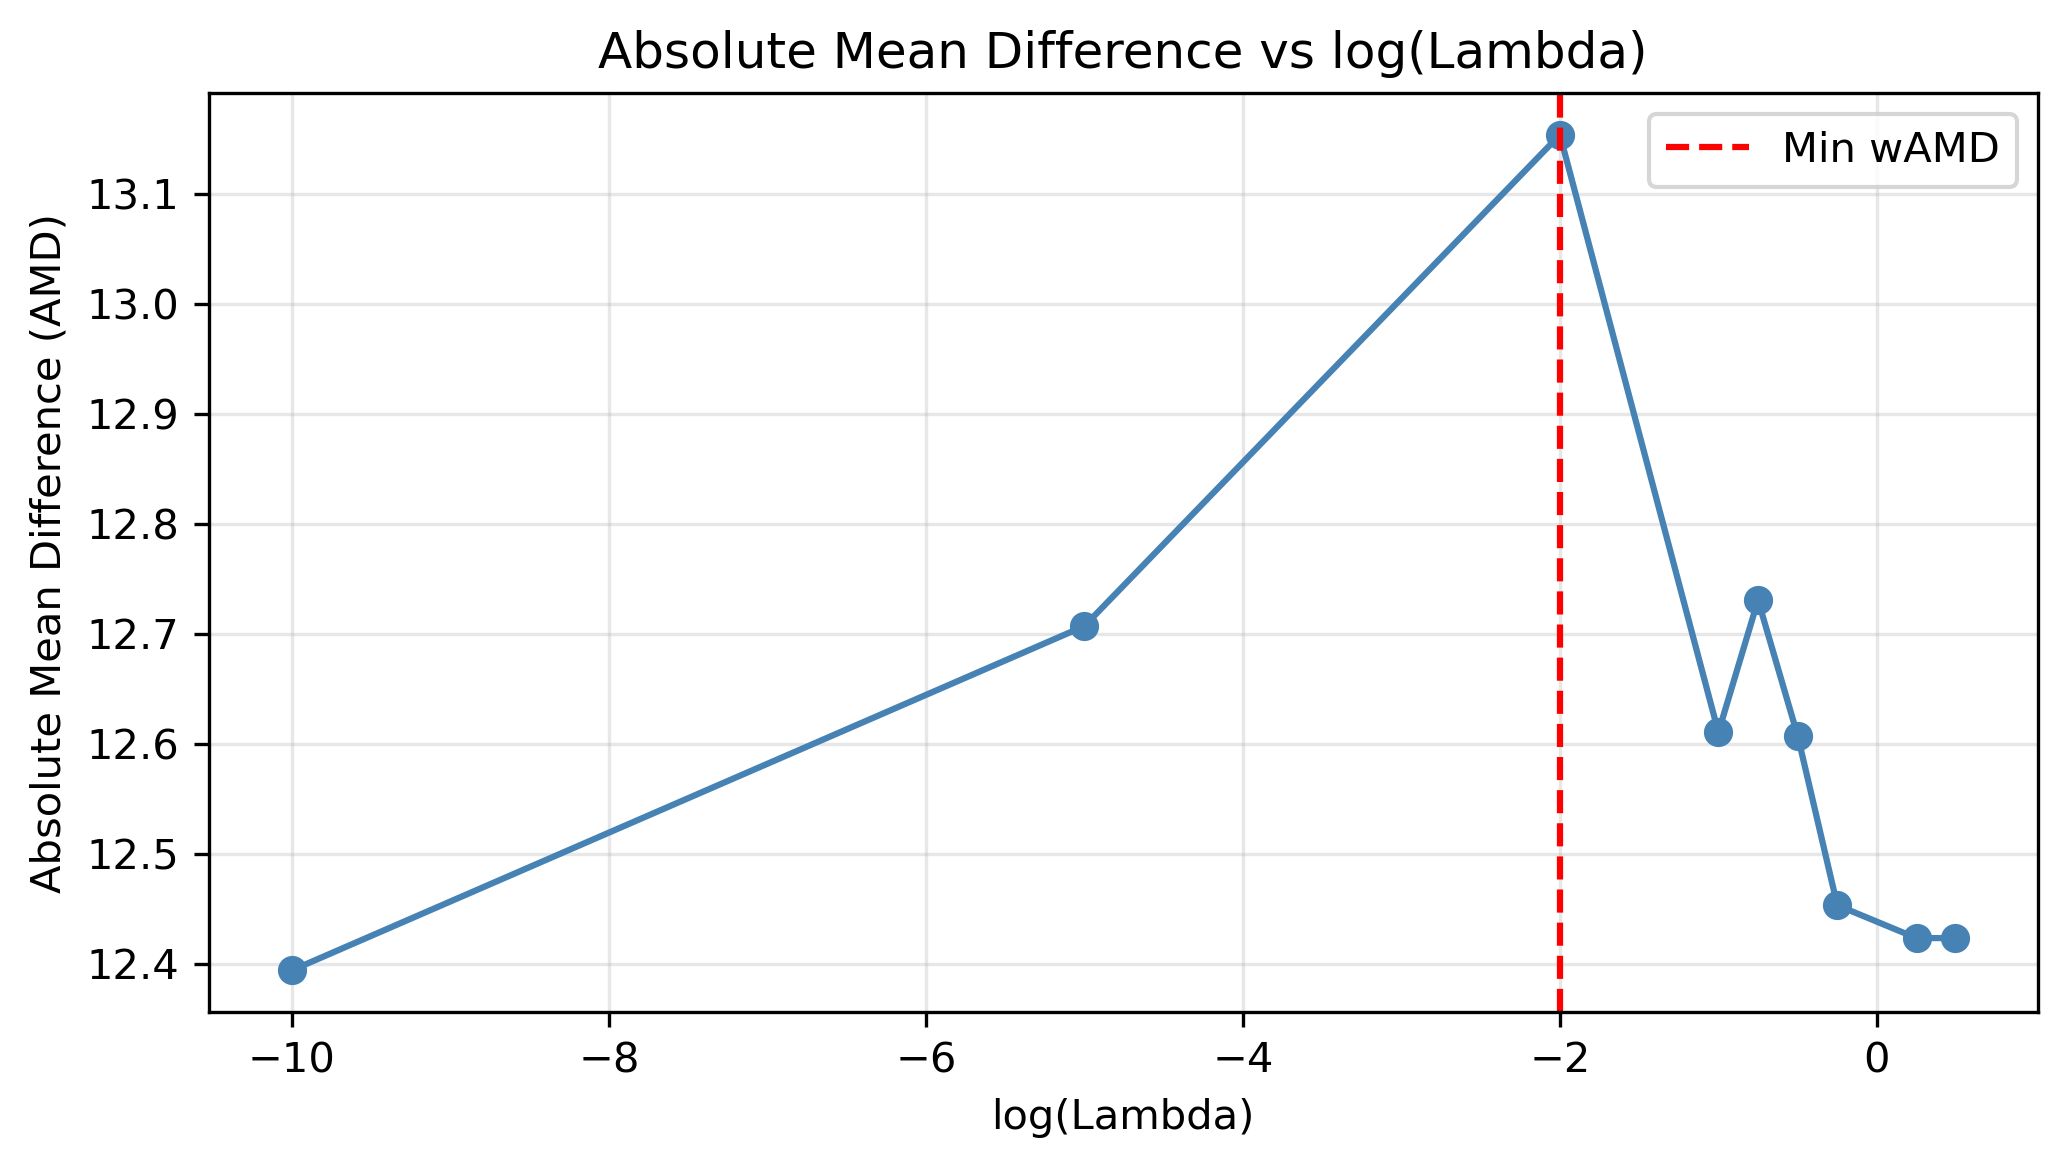 Absolute Mean Difference vs log(Lambda)
Min wAMD
Absolute Mean Difference (AMD)
13.1
13.0
12.9
12.8
12.7
12.6
12.5
12.4
−10 −8 −6 −4 −2 0
log(Lambda)